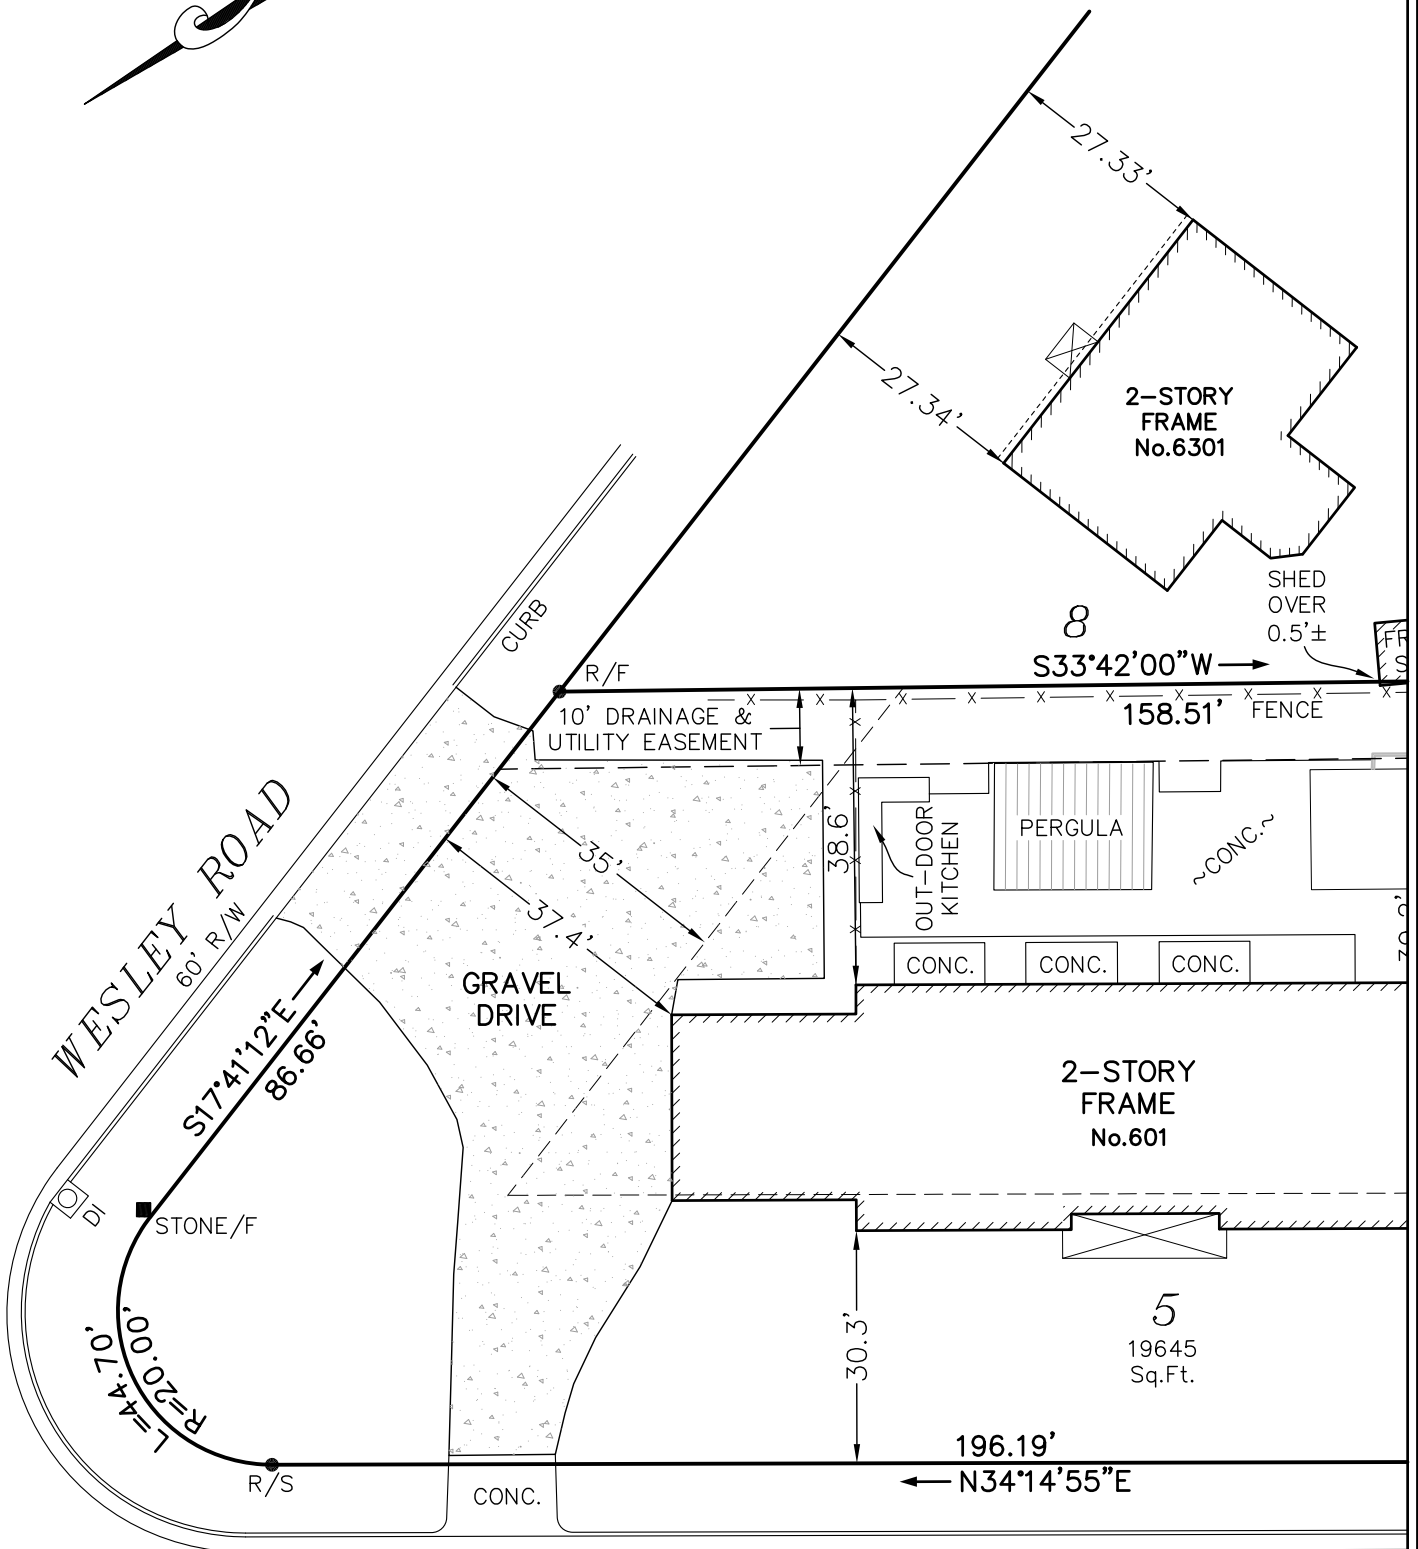 27.33'
27.34'
2-STORY
FRAME
No.6301
SHED
OVER
0.5'±
8
S33°42'00"W
158.51'
FENCE
CURB
R/F
10' DRAINAGE &
UTILITY EASEMENT
WESLEY ROAD
60' R/W
35'
37.4'
38.6'
OUT-DOOR
KITCHEN
PERGULA
~CONC.~
CONC.
CONC.
CONC.
GRAVEL
DRIVE
S17°41'12"E
86.66'
2-STORY
FRAME
No.601
DI
STONE/F
L=44.70'
R=20.00'
30.3'
5
19645
Sq.Ft.
196.19'
N34°14'55"E
R/S
CONC.